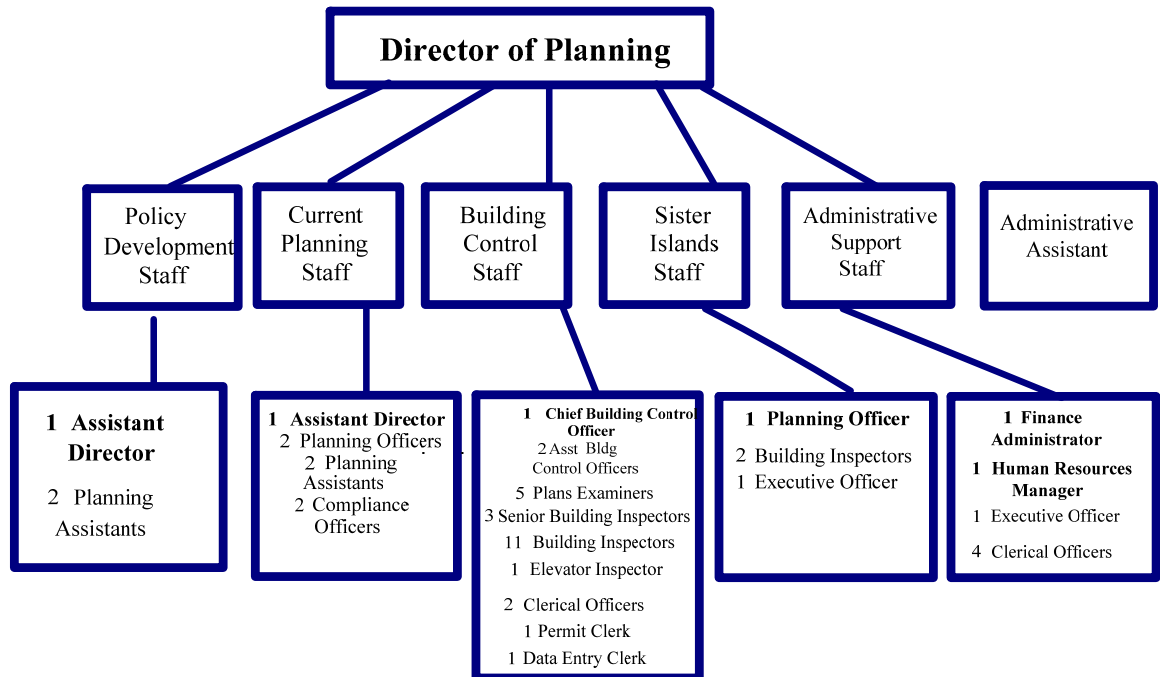 Director of Planning
Policy
Development
Staff
Current
Planning
Staff
Building
Control
Staff
Sister
Islands
Staff
Administrative
Support
Staff
Administrative
Assistant
1 Assistant
Director
2 Planning
Assistants
1 Assistant Director
2 Planning Officers
2 Planning
Assistants
2 Compliance
Officers
1 Chief Building Control
Officer
2 Asst Bldg
Control Officers
5 Plans Examiners
3 Senior Building Inspectors
11 Building Inspectors
1 Elevator Inspector
2 Clerical Officers
1 Permit Clerk
1 Data Entry Clerk
1 Planning Officer
2 Building Inspectors
1 Executive Officer
1 Finance
Administrator
1 Human Resources
Manager
1 Executive Officer
4 Clerical Officers